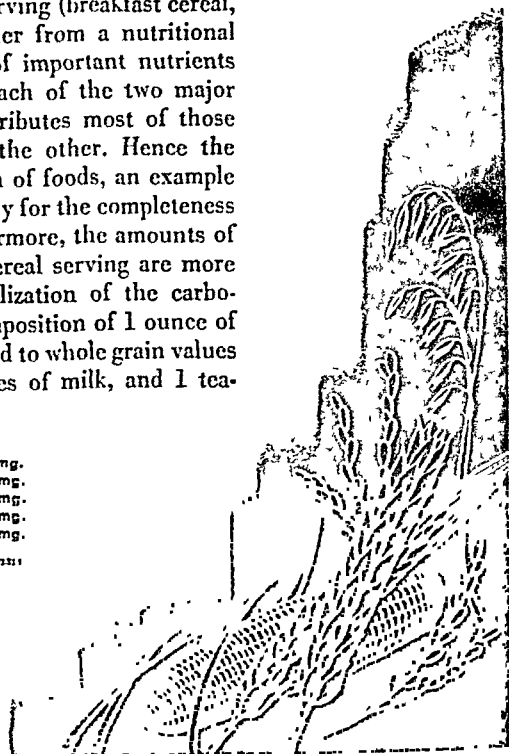 rving (breakfast cereal,
er from a nutritional
of important nutrients
ach of the two major
ributes most of those
the other. Hence the
n of foods, an example
y for the completeness
rmore, the amounts of
ereal serving are more
lization of the carbo-
position of 1 ounce of
d to whole grain values
es of milk, and 1 tea-
mg.
mg.
mg.
mg.
mg.